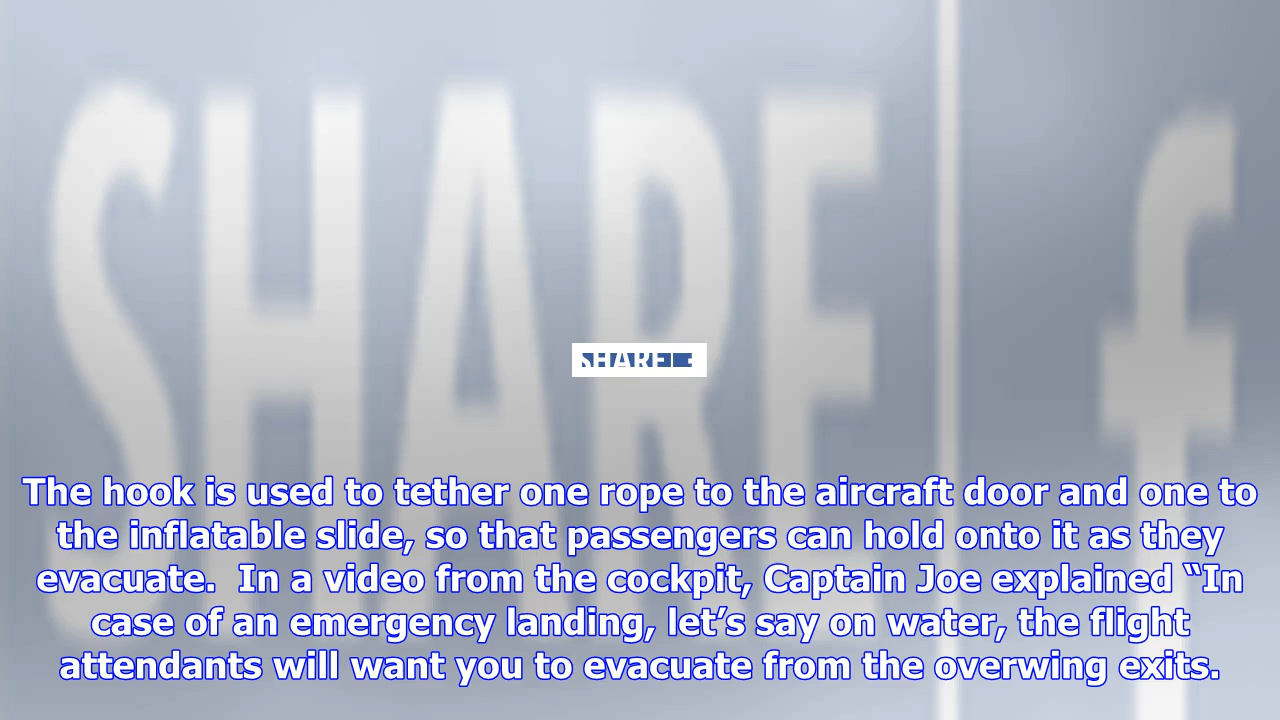 SHARE f
SHARE
The hook is used to tether one rope to the aircraft door and one to
the inflatable slide, so that passengers can hold onto it as they
evacuate.  In a video from the cockpit, Captain Joe explained “In
case of an emergency landing, let’s say on water, the flight
attendants will want you to evacuate from the overwing exits.